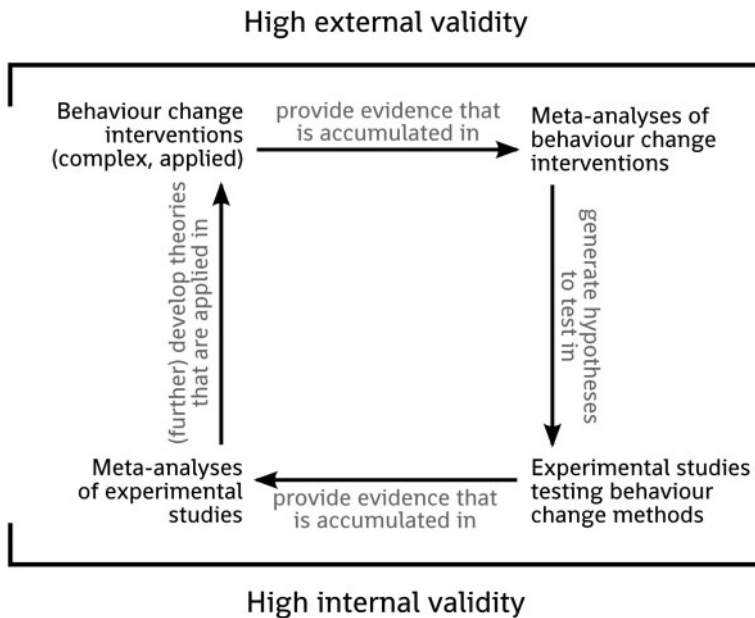 High external validity
Behaviour change
interventions
(complex, applied)
provide evidence that
is accumulated in
Meta-analyses of
behaviour change
interventions
generate hypotheses
to test in
Experimental studies
testing behaviour
change methods
provide evidence that
is accumulated in
Meta-analyses
of experimental
studies
(further) develop theories
that are applied in
High internal validity